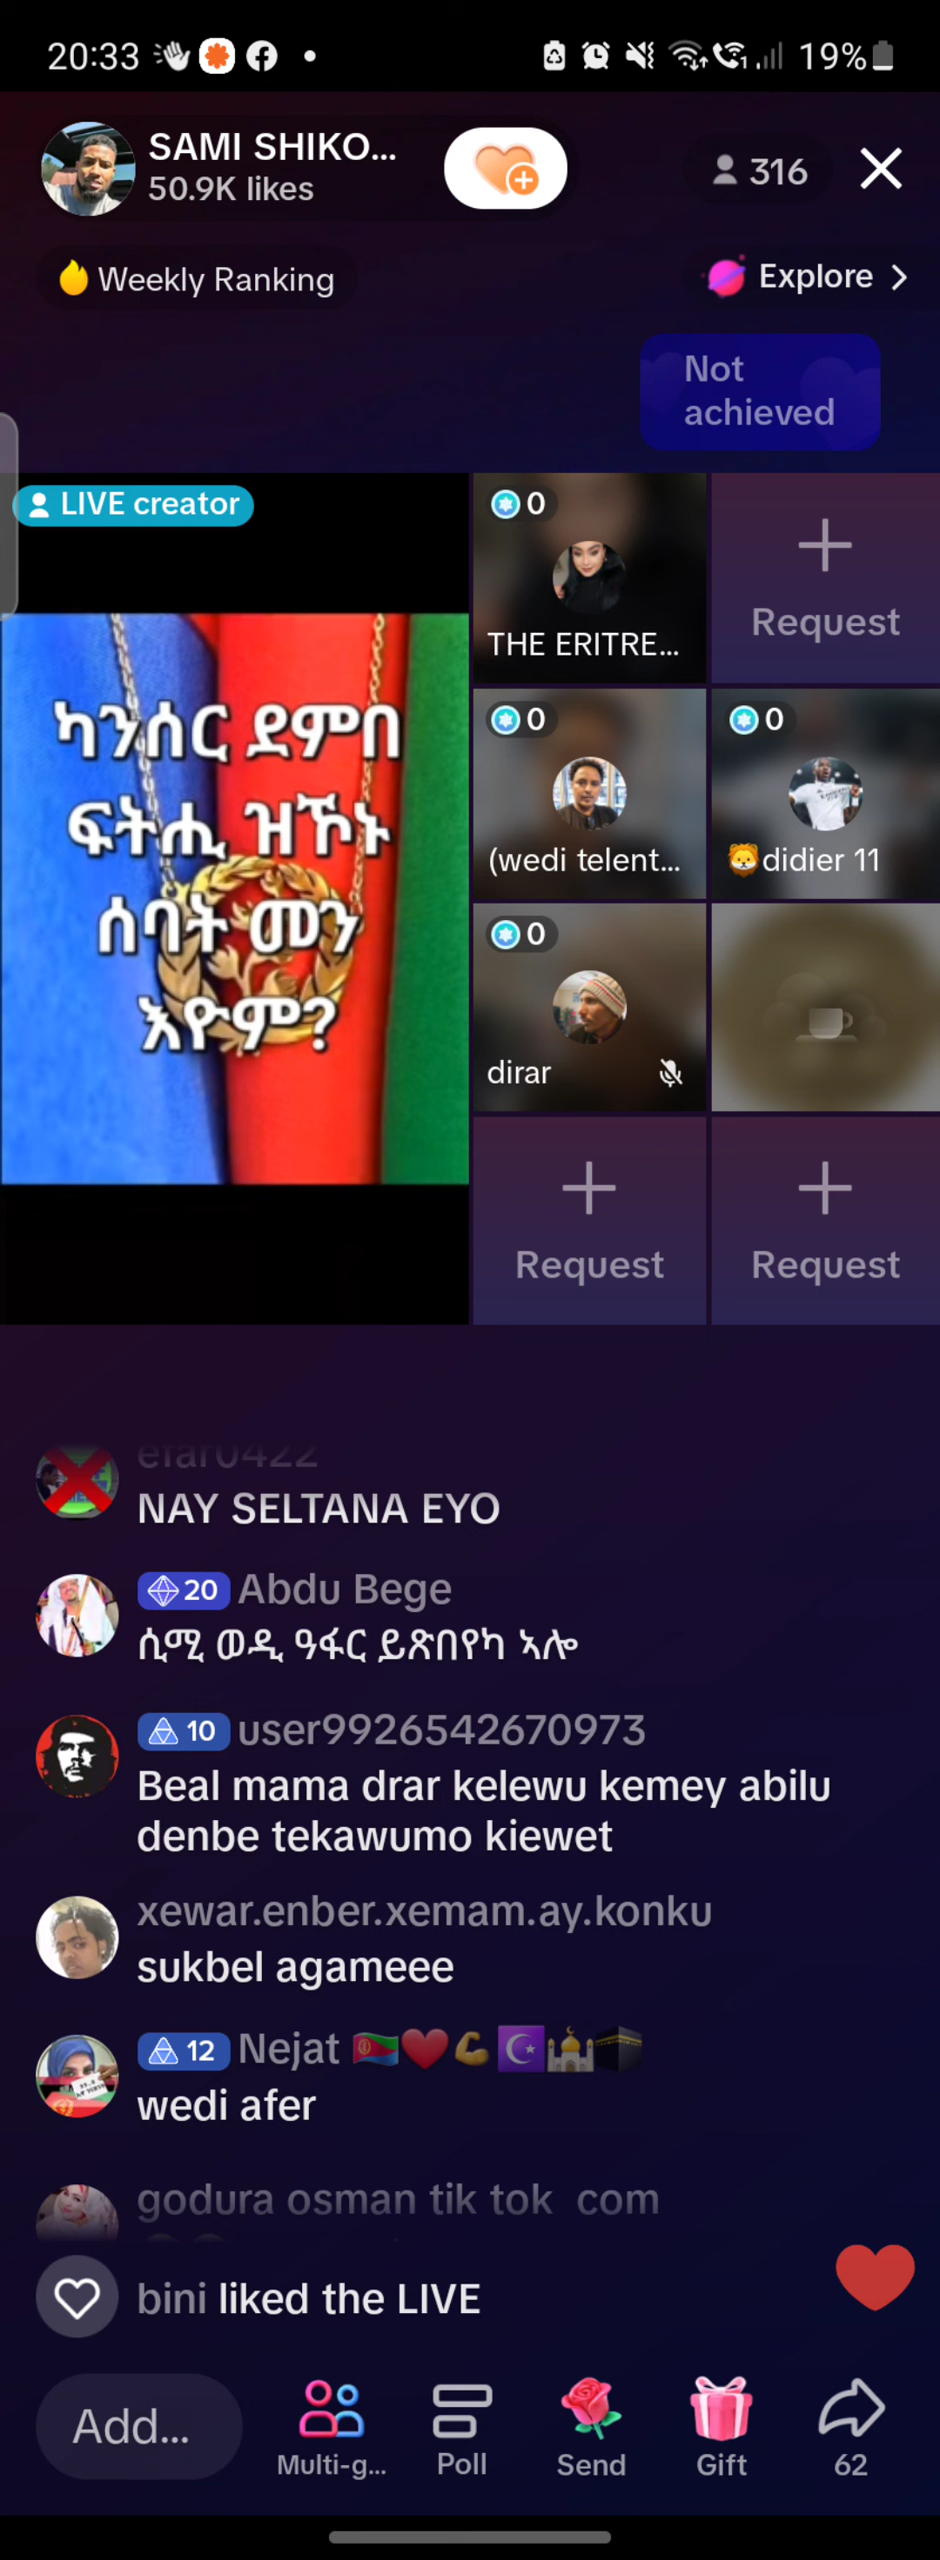 20:33
19%
SAMI SHIKO...
50.9K likes
316
Weekly Ranking
Explore
Not
achieved
LIVE creator
ካንሰር ደምበ
ፍትሒ ዝኾኑ
ሰባት መን
እዮም?
0
THE ERITRE...
Request
0
(wedi telent...
0
🦁didier 11
0
dirar
Request
Request
efar0422
NAY SELTANA EYO
20 Abdu Bege
ሲሚ ወዲ ዓፋር ይጽበየካ ኣሎ
10 user9926542670973
Beal mama drar kelewu kemey abilu
denbe tekawumo kiewet
xewar.enber.xemam.ay.konku
sukbel agameee
12 Nejat 🇪🇷❤️💪☪️🕌🕋
wedi afer
godura osman tik tok com
bini liked the LIVE
Add...
Multi-g...
Poll
Send
Gift
62